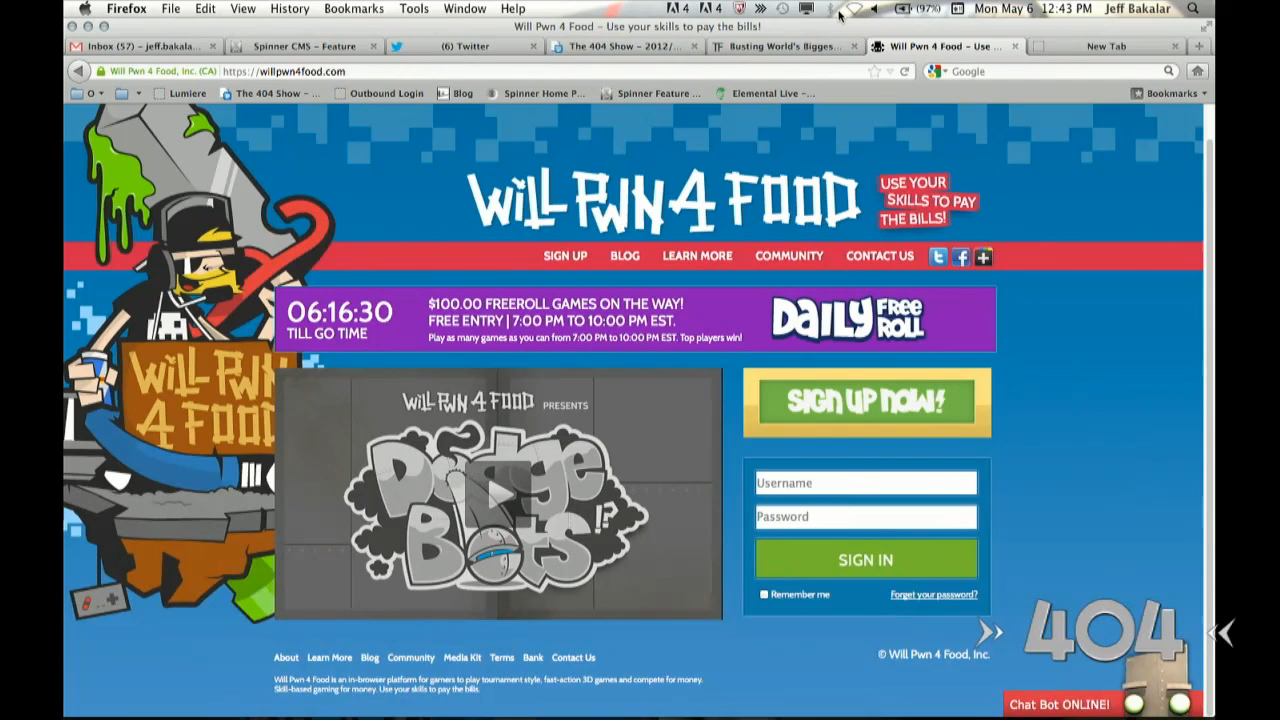 Firefox File Edit View History Bookmarks Tools Window Help 4 4 (97%) Mon May 6 12:43 PM Jeff Bakalar
Will Pwn 4 Food – Use your skills to pay the bills!
Inbox (57) – jeff.bakala... Spinner CMS – Feature (6) Twitter The 404 Show – 2012/... TF Busting World's Bigges... Will Pwn 4 Food – Use ... New Tab
Will Pwn 4 Food, Inc. (CA) https://willpwn4food.com Google
O Lumiere The 404 Show – ... Outbound Login Blog Spinner Home P... Spinner Feature ... Elemental Live –... Bookmarks
WILL PWN 4 FOOD
USE YOUR
SKILLS TO PAY
THE BILLS!
SIGN UP BLOG LEARN MORE COMMUNITY CONTACT US
06:16:30
TILL GO TIME
$100.00 FREEROLL GAMES ON THE WAY!
FREE ENTRY | 7:00 PM TO 10:00 PM EST.
Play as many games as you can from 7:00 PM to 10:00 PM EST. Top players win!
DAILY FREE ROLL
WILL PWN
4 FOOD
WILL PWN 4 FOOD PRESENTS
Dodge
Bots!?
SIGN UP NOW!
Username
Password
SIGN IN
Remember me Forget your password?
404
About Learn More Blog Community Media Kit Terms Bank Contact Us
© Will Pwn 4 Food, Inc.
Will Pwn 4 Food is an in-browser platform for gamers to play tournament style, fast-action 3D games and compete for money.
Skill-based gaming for money. Use your skills to pay the bills.
Chat Bot ONLINE!